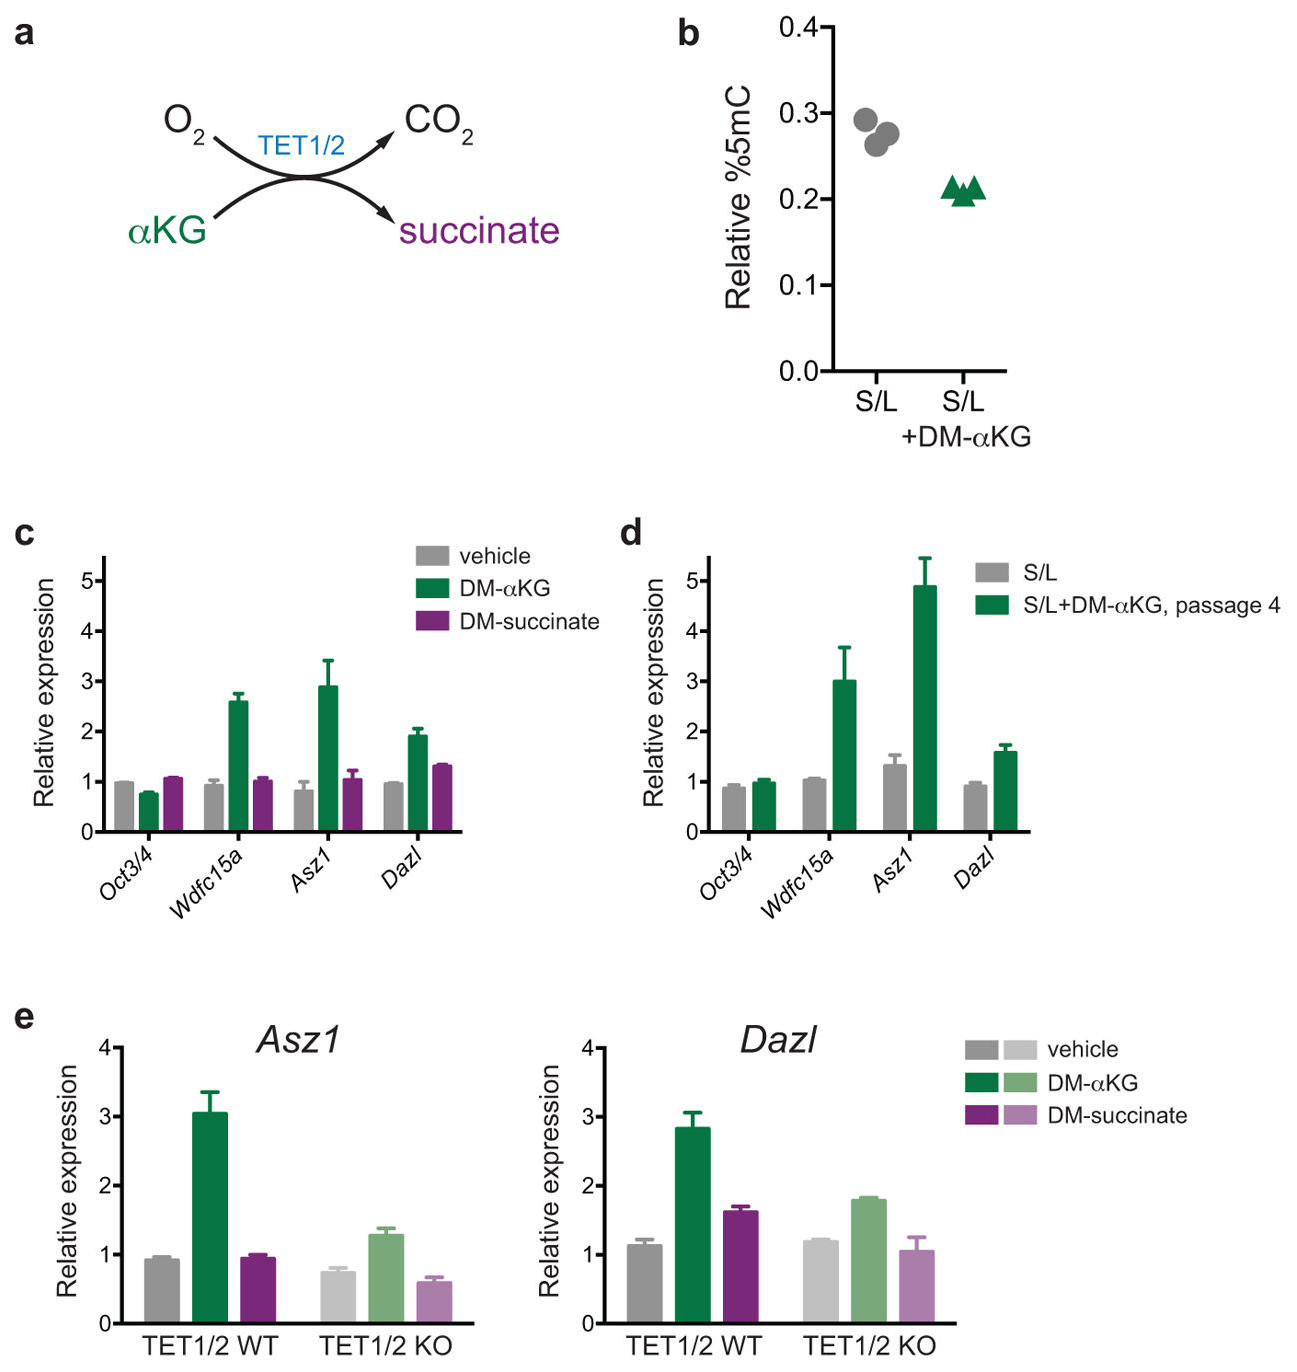 a
O2
TET1/2
CO2
αKG
succinate
b
Relative %5mC
0.4
0.3
0.2
0.1
0.0
S/L
S/L
+DM-αKG
c
Relative expression
5
4
3
2
1
0
Oct3/4
Wdfc15a
Asz1
Dazl
vehicle
DM-αKG
DM-succinate
d
Relative expression
5
4
3
2
1
0
Oct3/4
Wdfc15a
Asz1
Dazl
S/L
S/L+DM-αKG, passage 4
e
Asz1
Relative expression
4
3
2
1
0
TET1/2 WT
TET1/2 KO
Dazl
Relative expression
4
3
2
1
0
TET1/2 WT
TET1/2 KO
vehicle
DM-αKG
DM-succinate